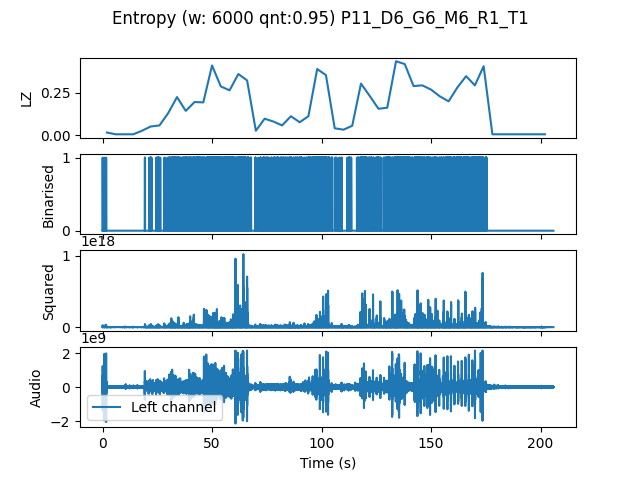 Entropy (w: 6000 qnt:0.95) P11_D6_G6_M6_R1_T1
LZ
0.25
0.00
Binarised
1
0
1e18
Squared
1
0
1e9
Audio
2
0
−2
Left channel
0 50 100 150 200
Time (s)